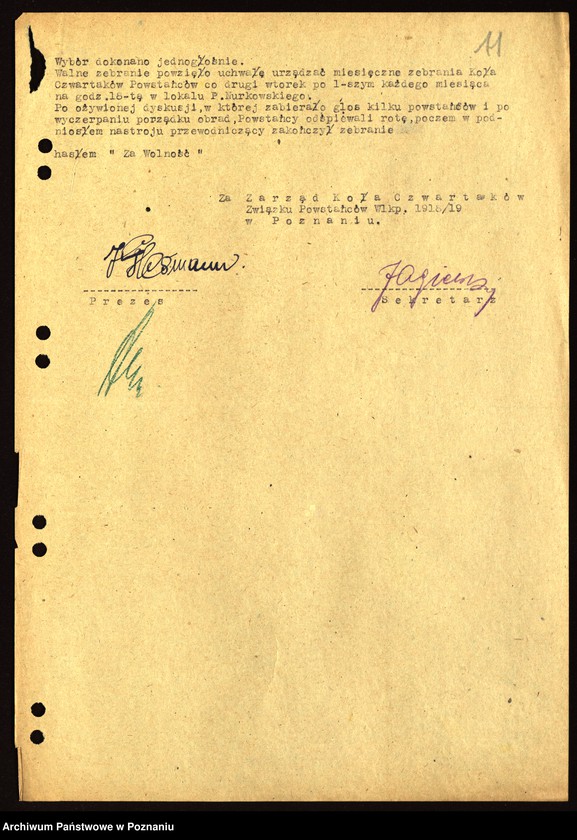 11
Wybór dokonano jednogłośnie.
Walne zebranie powzięło uchwałę urządzać miesięczne zebrania Koła
Czwartaków Powstańców co drugi wtorek po 1-szym każdego miesiąca
na godz.18-tą w lokalu P.Nurkowskiego.
Po ożywionej dyskusji,w której zabierało głos kilku powstańców i po
wyczerpaniu porządku obrad,Powstańcy odśpiewali rotę,poczem w pod-
niosłem nastroju przewodniczący zakończył zebranie
hasłem " Za Wolność "
Za Zarząd Koła Czwartaków
Związku Powstańców Wlkp. 1918/19
w Poznaniu.
Prezes
Sekretarz
Archiwum Państwowe w Poznaniu